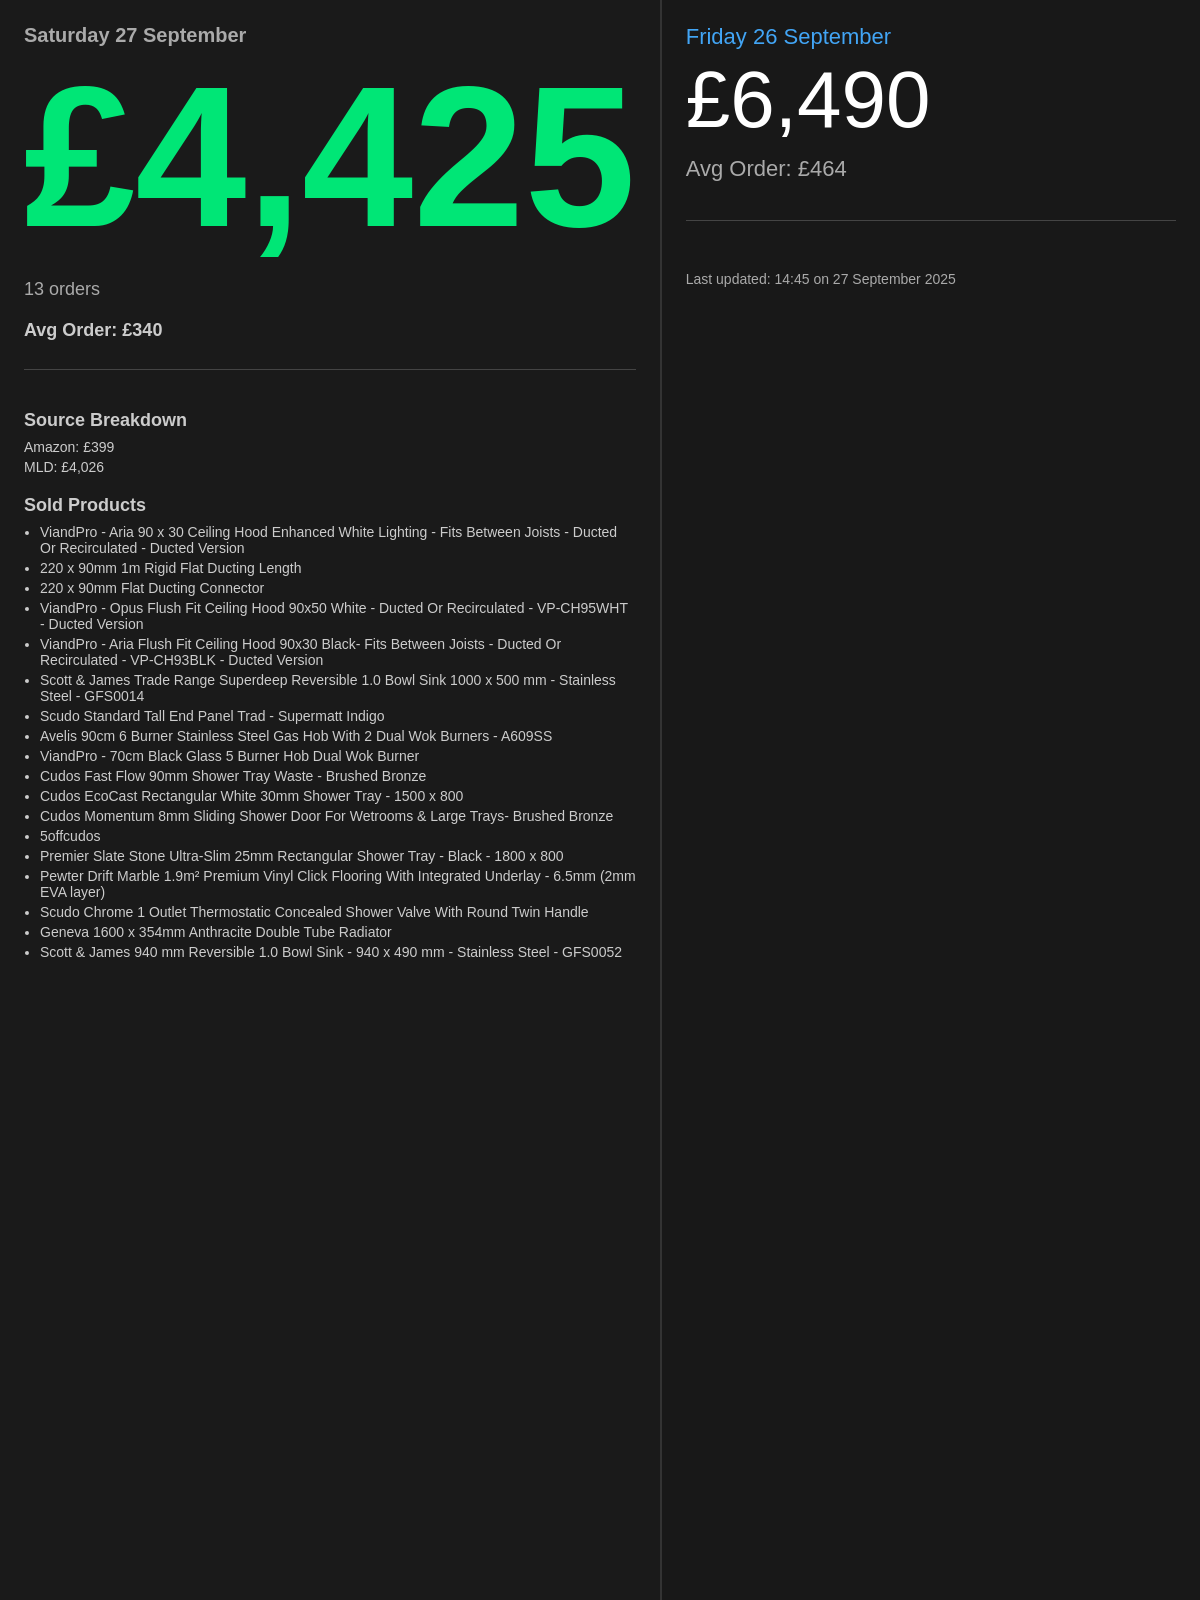 Saturday 27 September
£4,425
13 orders
Avg Order: £340
Source Breakdown
Amazon: £399
MLD: £4,026
Sold Products
• ViandPro - Aria 90 x 30 Ceiling Hood Enhanced White Lighting - Fits Between Joists - Ducted
Or Recirculated - Ducted Version
• 220 x 90mm 1m Rigid Flat Ducting Length
• 220 x 90mm Flat Ducting Connector
• ViandPro - Opus Flush Fit Ceiling Hood 90x50 White - Ducted Or Recirculated - VP-CH95WHT
- Ducted Version
• ViandPro - Aria Flush Fit Ceiling Hood 90x30 Black- Fits Between Joists - Ducted Or
Recirculated - VP-CH93BLK - Ducted Version
• Scott & James Trade Range Superdeep Reversible 1.0 Bowl Sink 1000 x 500 mm - Stainless
Steel - GFS0014
• Scudo Standard Tall End Panel Trad - Supermatt Indigo
• Avelis 90cm 6 Burner Stainless Steel Gas Hob With 2 Dual Wok Burners - A609SS
• ViandPro - 70cm Black Glass 5 Burner Hob Dual Wok Burner
• Cudos Fast Flow 90mm Shower Tray Waste - Brushed Bronze
• Cudos EcoCast Rectangular White 30mm Shower Tray - 1500 x 800
• Cudos Momentum 8mm Sliding Shower Door For Wetrooms & Large Trays- Brushed Bronze
• 5offcudos
• Premier Slate Stone Ultra-Slim 25mm Rectangular Shower Tray - Black - 1800 x 800
• Pewter Drift Marble 1.9m² Premium Vinyl Click Flooring With Integrated Underlay - 6.5mm (2mm
EVA layer)
• Scudo Chrome 1 Outlet Thermostatic Concealed Shower Valve With Round Twin Handle
• Geneva 1600 x 354mm Anthracite Double Tube Radiator
• Scott & James 940 mm Reversible 1.0 Bowl Sink - 940 x 490 mm - Stainless Steel - GFS0052
Friday 26 September
£6,490
Avg Order: £464
Last updated: 14:45 on 27 September 2025